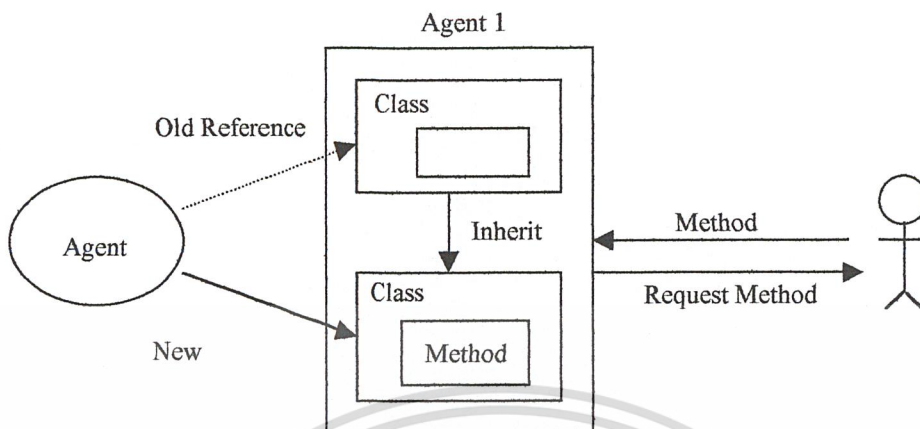 Agent 1
Class
Old Reference
Agent
Inherit
Method
Class
Request Method
New
Method